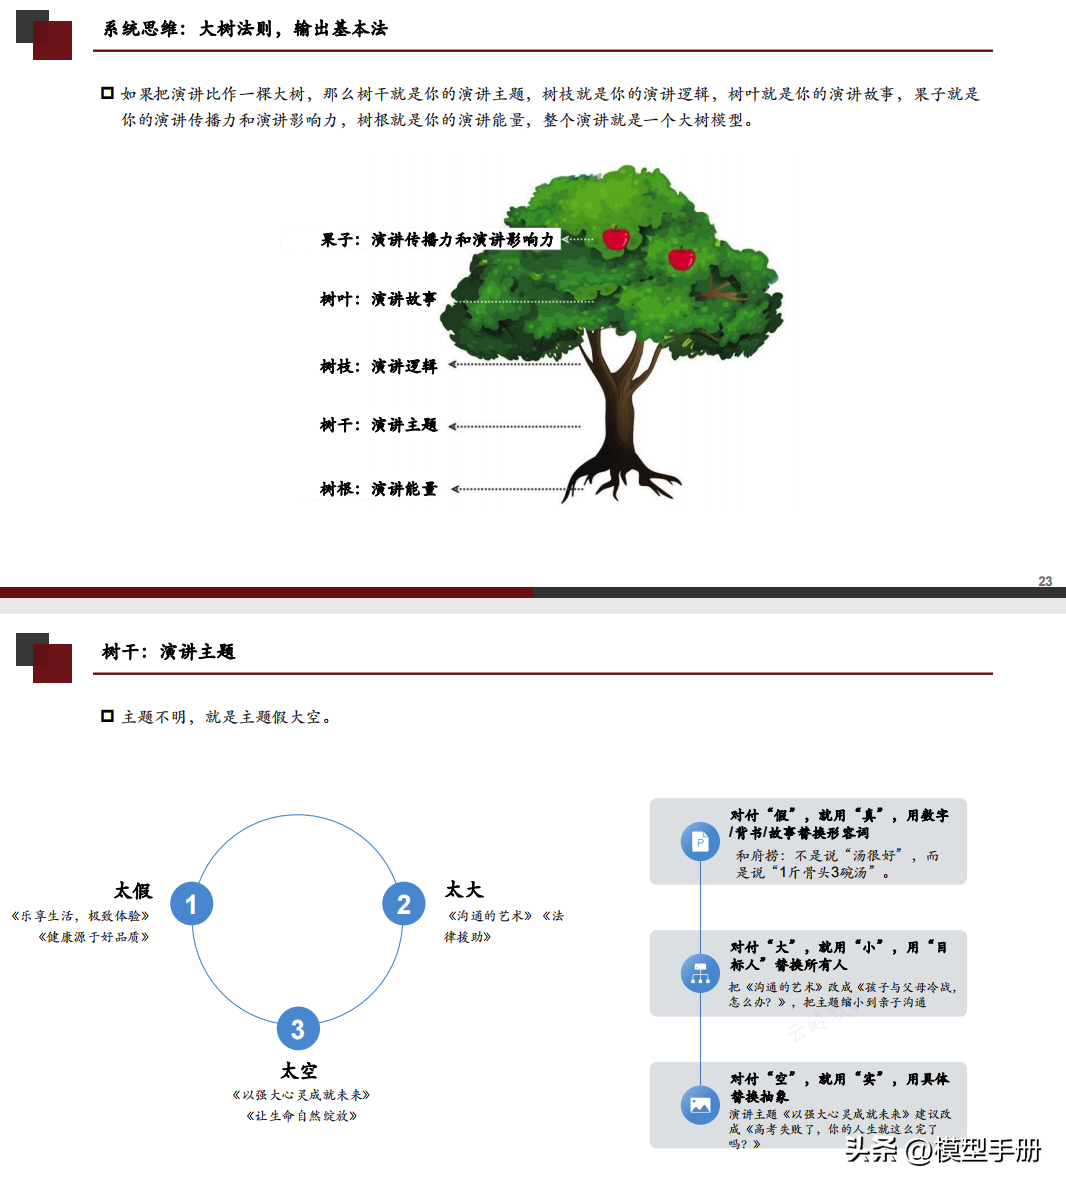 系统思维：大树法则，输出基本法
如果把演讲比作一棵大树，那么树干就是你的演讲主题，树枝就是你的演讲逻辑，树叶就是你的演讲故事，果子就是
你的演讲传播力和演讲影响力，树根就是你的演讲能量，整个演讲就是一个大树模型。
果子：演讲传播力和演讲影响力
树叶：演讲故事
树枝：演讲逻辑
树干：演讲主题
树根：演讲能量
23
树干：演讲主题
主题不明，就是主题假大空。
1
太假
《乐享生活，极致体验》
《健康源于好品质》
2
太大
《沟通的艺术》《法
律援助》
3
太空
《以强大心灵成就未来》
《让生命自然绽放》
P
对付“假”，就用“真”，用数字
/背书/故事替换形容词
和府捞：不是说“汤很好”，而
是说“1斤骨头3碗汤”。
对付“大”，就用“小”，用“目
标人”替换所有人
把《沟通的艺术》改成《孩子与父母冷战，
怎么办？》，把主题缩小到亲子沟通
对付“空”，就用“实”，用具体
替换抽象
演讲主题《以强大心灵成就未来》建议改
成《高考失败了，你的人生就这么完了
吗？》
头条 @模型手册